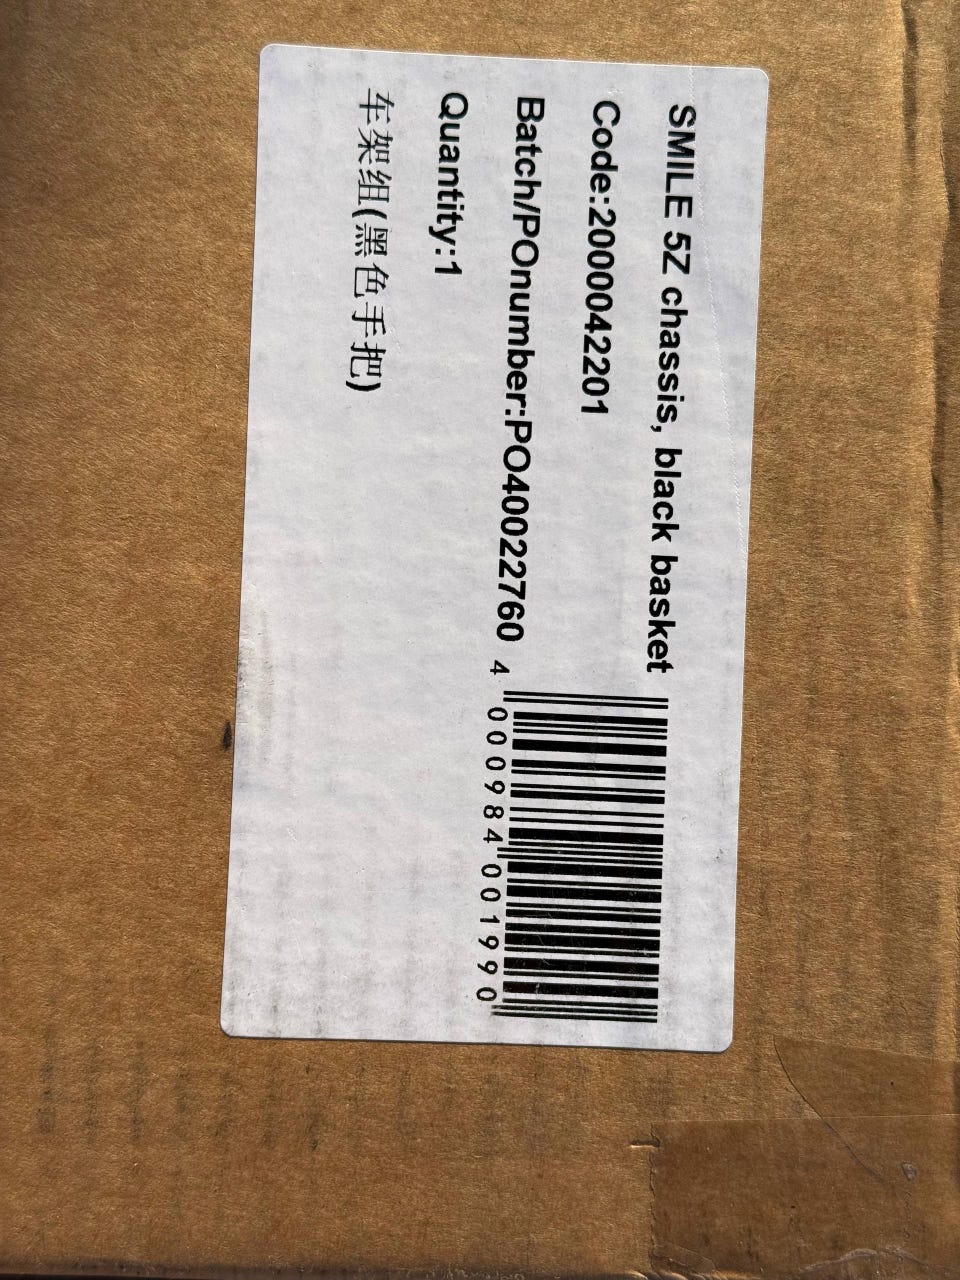 SMILE 5Z chassis, black basket
Code:2000042201
Batch/POnumber:PO40022760
Quantity:1
车架组(黑色手把)
4 000984 001990